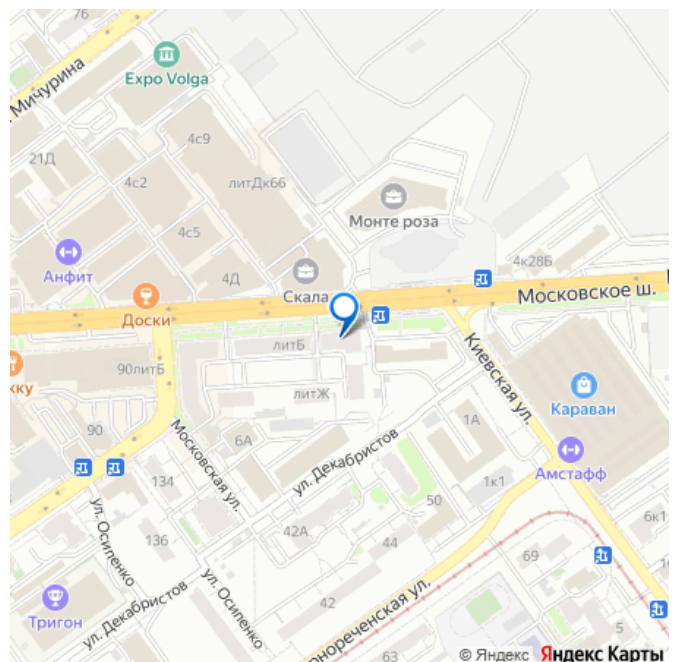 7Б
Expo Volga
Мичурина
4с9
21Д
4с2
литДк66
Монте роза
4с5
4к28Б
Анфит
4Д
Скала
Московское ш.
Доски
литБ
90литБ
Киевская ул.
кку
литЖ
Караван
90
6А
1А
Московская ул.
ул. Декабристов
Амстафф
134
1к1
50
ул. Осипенко
42А
6к1
136
44
69
ул. Осипенко
Тригон
ул. Декабристов
42
5
онореченская ул.
63
© Яндекс Яндекс Карты